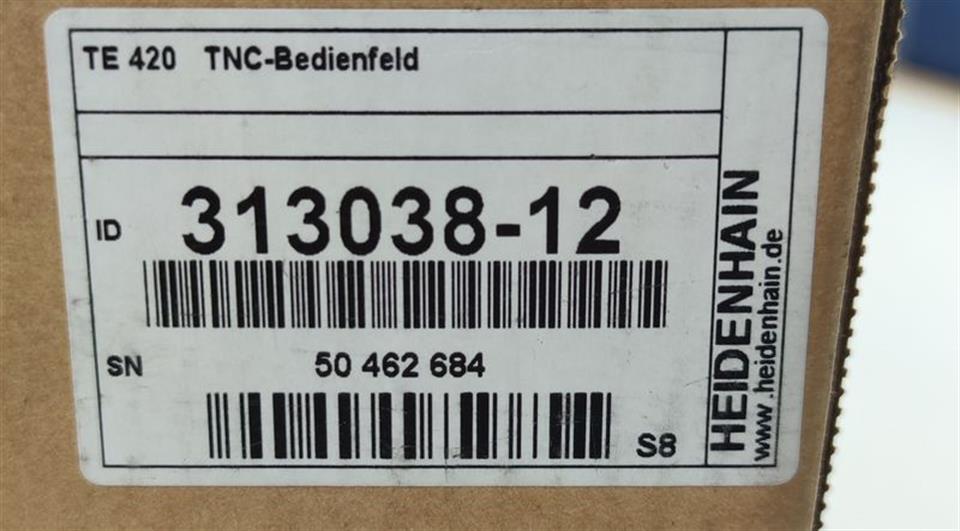 TE 420 TNC-Bedienfeld
ID 313038-12
SN 50 462 684
S8
HEIDENHAIN
www.heidenhain.de